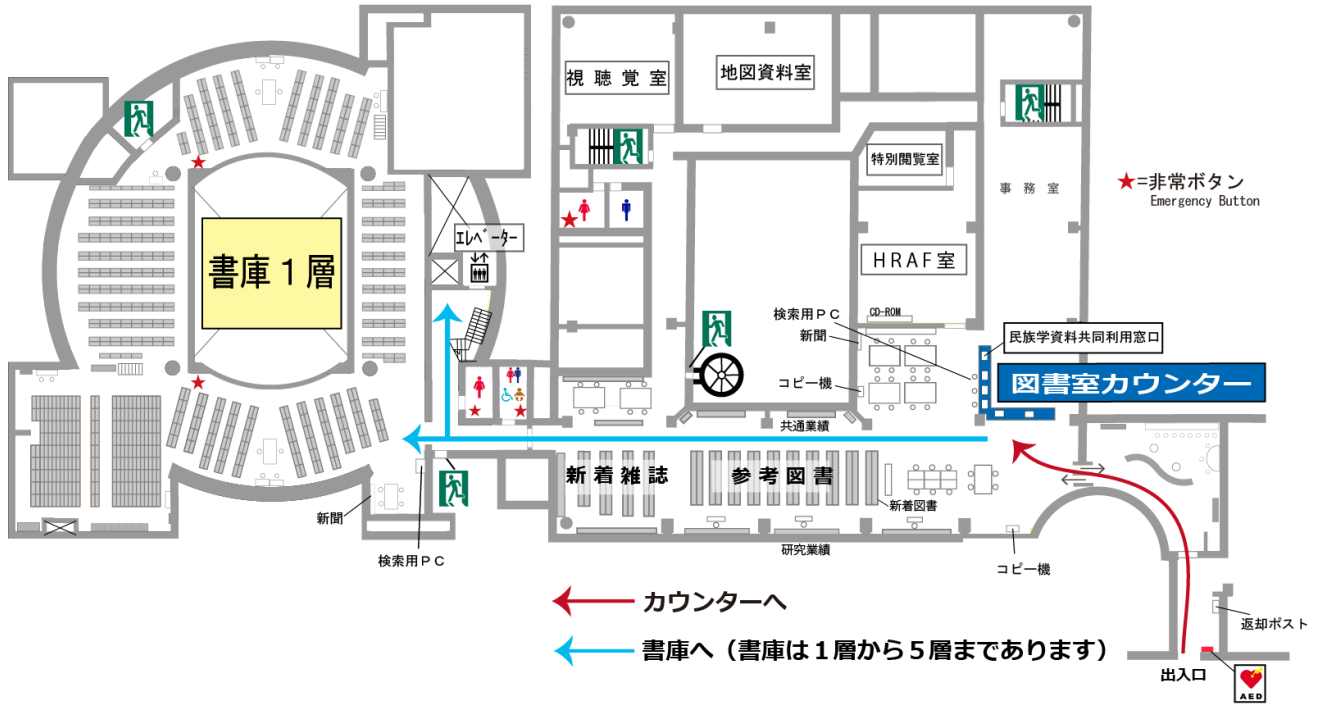 視聴覚室
地図資料室
特別閲覧室
事務室
★=非常ボタン
Emergency Button
エレベーター
書庫１層
HRAF室
CD-ROM
検索用ＰＣ
新聞
コピー機
民族学資料共同利用窓口
図書室カウンター
共通業績
新着雑誌
参考図書
新着図書
新聞
検索用ＰＣ
研究業績
コピー機
カウンターへ
書庫へ（書庫は１層から５層まであります）
返却ポスト
出入口
AED